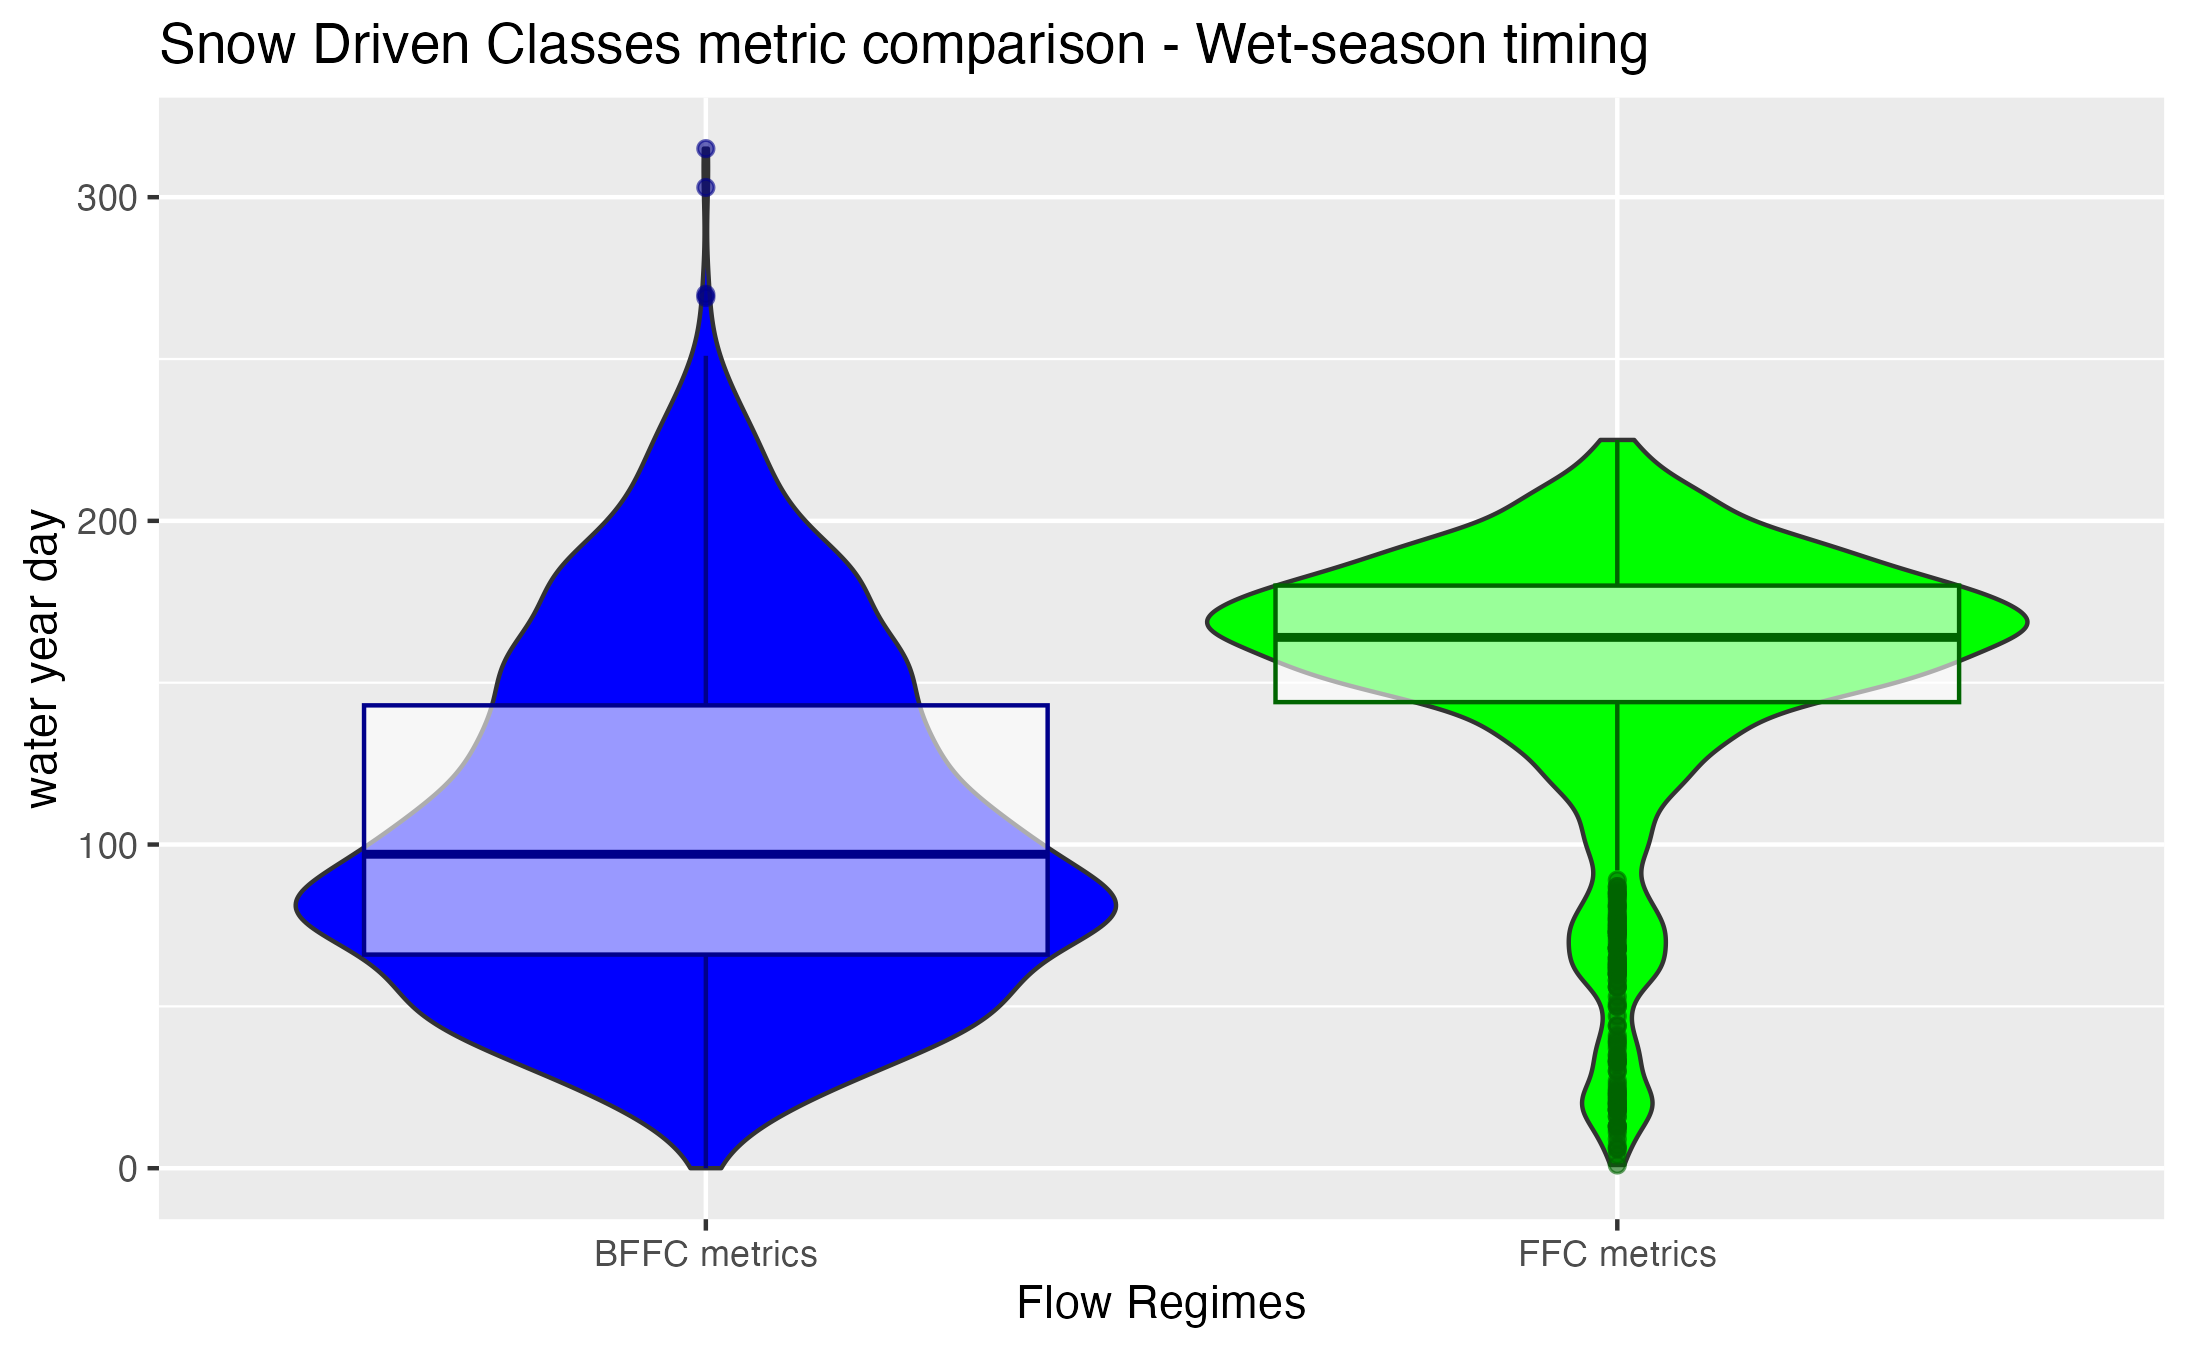 Snow Driven Classes metric comparison - Wet-season timing
water year day
300
200
100
0
BFFC metrics
FFC metrics
Flow Regimes